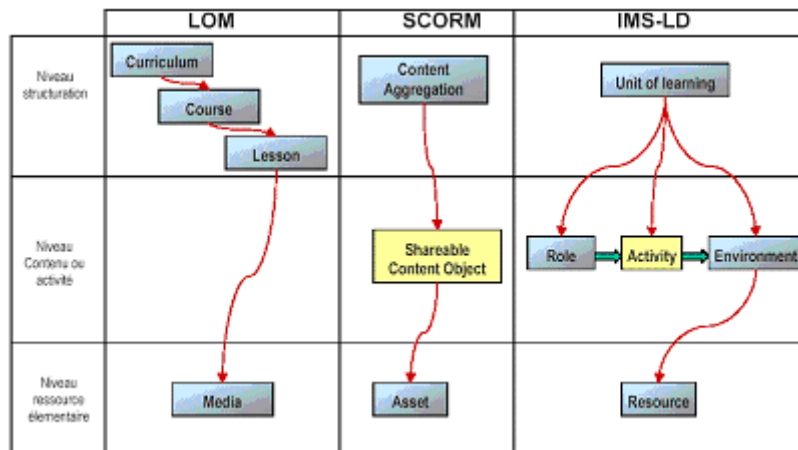 LOM SCORM IMS-LD
Niveau
structuration
Curriculum
Course
Lesson
Content
Aggregation
Unit of learning
Niveau
Contenu ou
activité
Shareable
Content Object
Role
Activity
Environment
Niveau
ressource
élementaire
Media
Asset
Resource